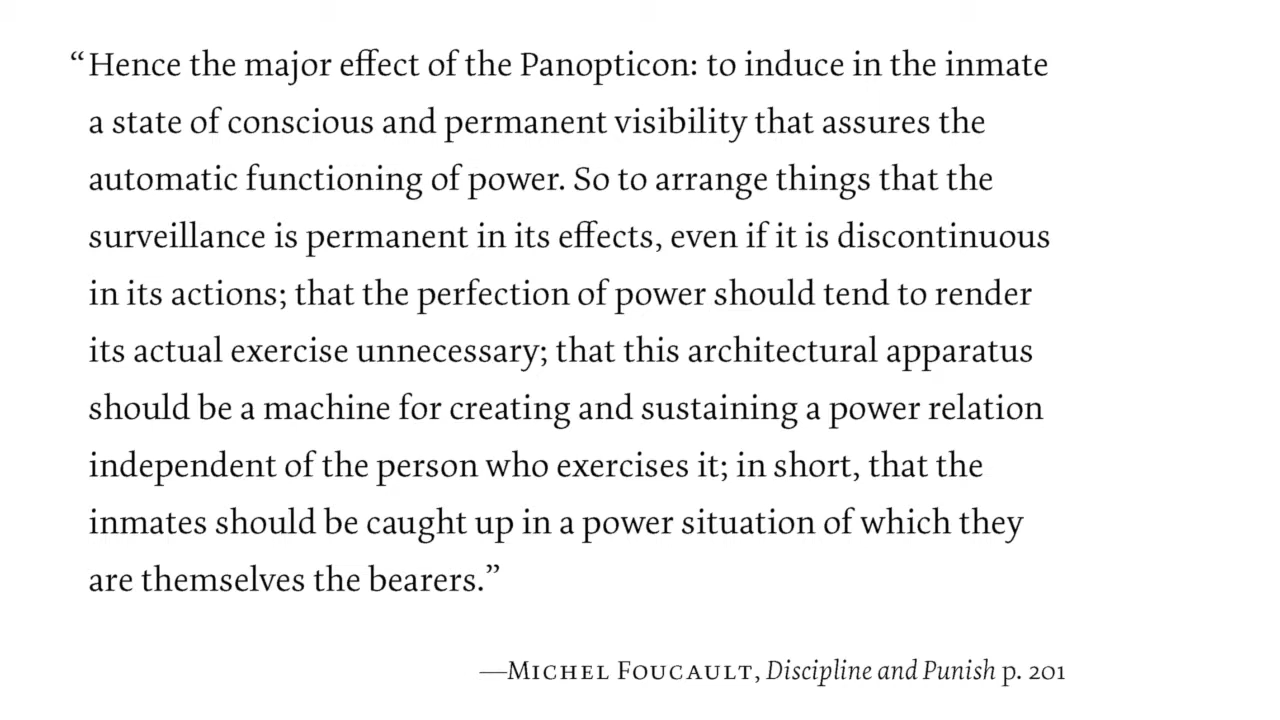 “Hence the major effect of the Panopticon: to induce in the inmate
a state of conscious and permanent visibility that assures the
automatic functioning of power. So to arrange things that the
surveillance is permanent in its effects, even if it is discontinuous
in its actions; that the perfection of power should tend to render
its actual exercise unnecessary; that this architectural apparatus
should be a machine for creating and sustaining a power relation
independent of the person who exercises it; in short, that the
inmates should be caught up in a power situation of which they
are themselves the bearers.”
—Michel Foucault, Discipline and Punish p. 201